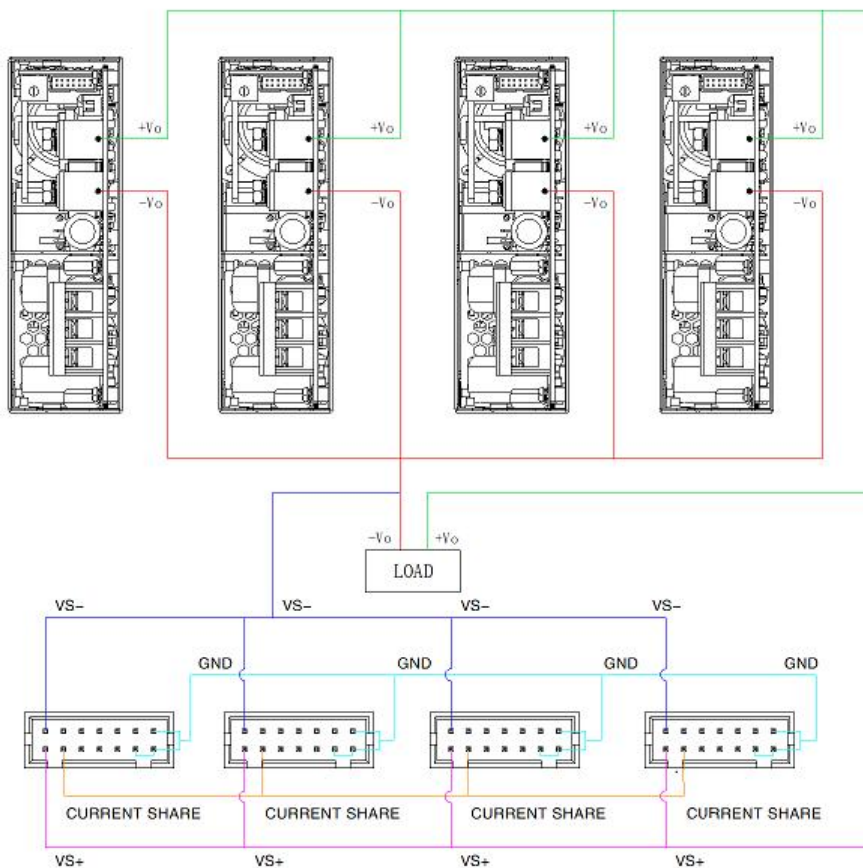 +Vo +Vo +Vo +Vo
-Vo -Vo -Vo -Vo
-Vo +Vo
LOAD
VS- VS- VS- VS-
GND GND GND GND
CURRENT SHARE CURRENT SHARE CURRENT SHARE CURRENT SHARE
VS+ VS+ VS+ VS+